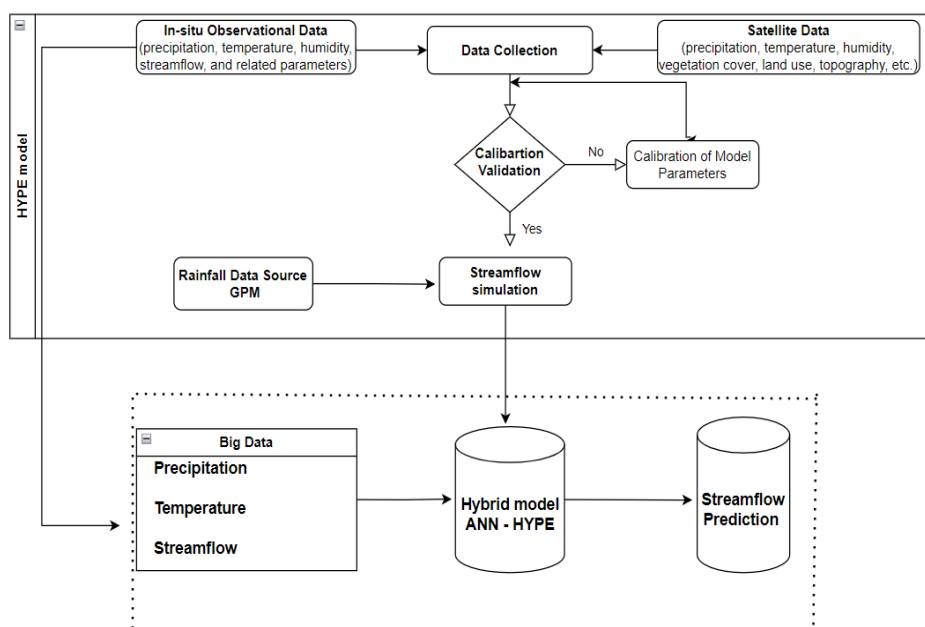 HYPE model
In-situ Observational Data
(precipitation, temperature, humidity,
streamflow, and related parameters)
Data Collection
Satellite Data
(precipitation, temperature, humidity,
vegetation cover, land use, topography, etc.)
Calibartion
Validation
No
Calibration of Model
Parameters
Yes
Rainfall Data Source
GPM
Streamflow
simulation
Big Data
Precipitation
Temperature
Streamflow
Hybrid model
ANN - HYPE
Streamflow
Prediction